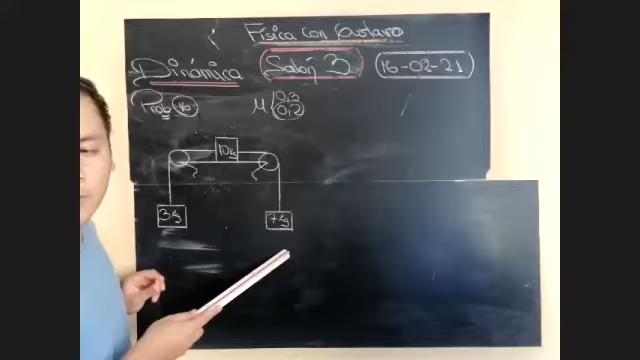 Física con Gustavo
Dinámica Salón 3 16-02-21
Prob 16 μ { 0,3
0,2
10kg
3kg 7kg